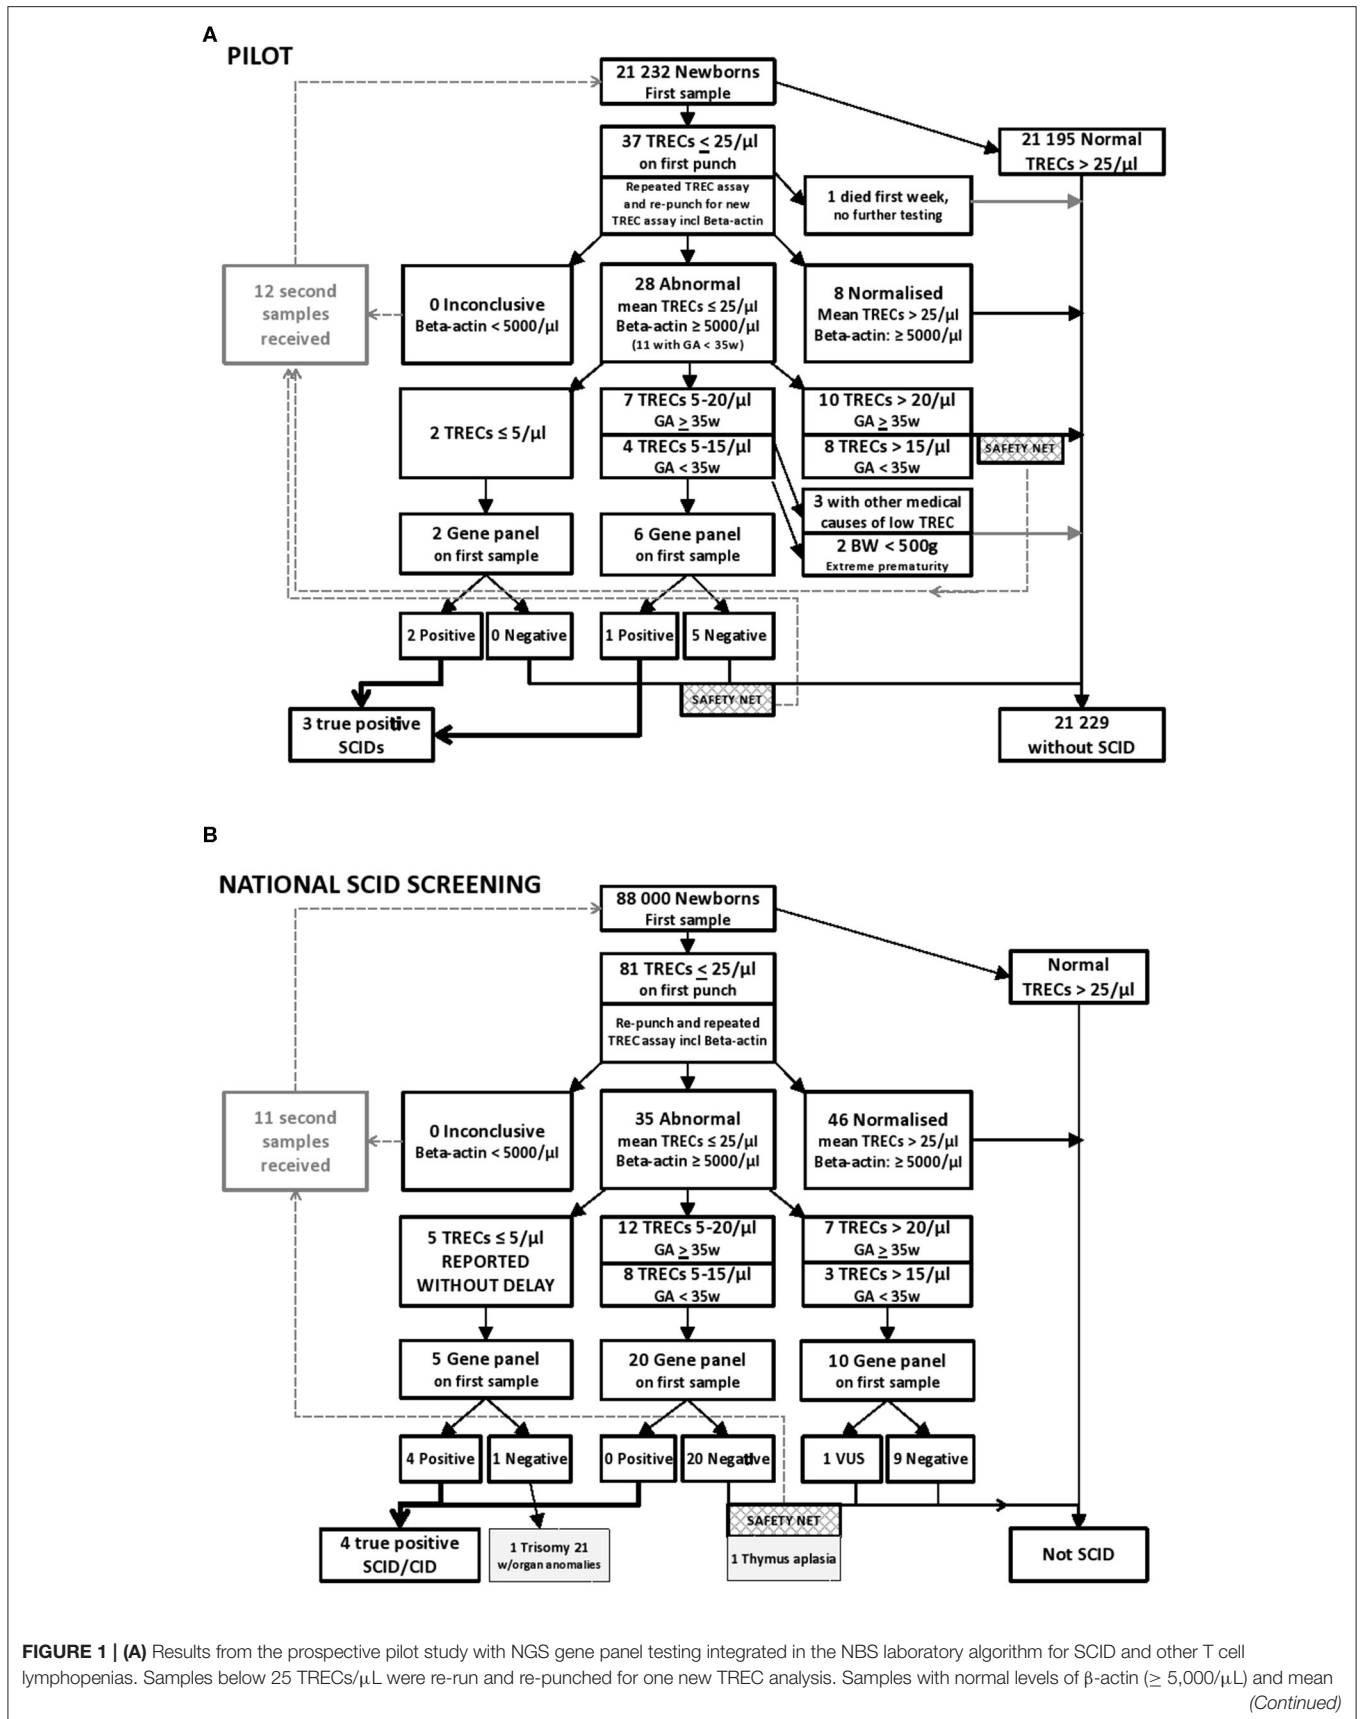 A
PILOT
21 232 Newborns
First sample
37 TRECs ≤ 25/µl
on first punch
21 195 Normal
TRECs > 25/µl
Repeated TREC assay
and re-punch for new
TREC assay incl Beta-actin
1 died first week,
no further testing
12 second
samples
received
0 Inconclusive
Beta-actin < 5000/µl
28 Abnormal
mean TRECs ≤ 25/µl
Beta-actin ≥ 5000/µl
(11 with GA < 35w)
8 Normalised
Mean TRECs > 25/µl
Beta-actin: ≥ 5000/µl
2 TRECs ≤ 5/µl
7 TRECs 5-20/µl
GA ≥ 35w
4 TRECs 5-15/µl
GA < 35w
10 TRECs > 20/µl
GA ≥ 35w
8 TRECs > 15/µl
GA < 35w
SAFETY NET
3 with other medical
causes of low TREC
2 BW < 500g
Extreme prematurity
2 Gene panel
on first sample
6 Gene panel
on first sample
2 Positive
0 Negative
1 Positive
5 Negative
SAFETY NET
3 true positive
SCIDs
21 229
without SCID
B
NATIONAL SCID SCREENING
88 000 Newborns
First sample
81 TRECs ≤ 25/µl
on first punch
Normal
TRECs > 25/µl
Re-punch and repeated
TREC assay incl Beta-actin
11 second
samples
received
0 Inconclusive
Beta-actin < 5000/µl
35 Abnormal
mean TRECs ≤ 25/µl
Beta-actin ≥ 5000/µl
46 Normalised
mean TRECs > 25/µl
Beta-actin: ≥ 5000/µl
5 TRECs ≤ 5/µl
REPORTED
WITHOUT DELAY
12 TRECs 5-20/µl
GA ≥ 35w
8 TRECs 5-15/µl
GA < 35w
7 TRECs > 20/µl
GA ≥ 35w
3 TRECs > 15/µl
GA < 35w
5 Gene panel
on first sample
20 Gene panel
on first sample
10 Gene panel
on first sample
4 Positive
1 Negative
0 Positive
20 Negative
1 VUS
9 Negative
SAFETY NET
4 true positive
SCID/CID
1 Trisomy 21
w/organ anomalies
1 Thymus aplasia
Not SCID
FIGURE 1 | (A) Results from the prospective pilot study with NGS gene panel testing integrated in the NBS laboratory algorithm for SCID and other T cell
lymphopenias. Samples below 25 TRECs/µL were re-run and re-punched for one new TREC analysis. Samples with normal levels of β-actin (≥ 5,000/µL) and mean
(Continued)